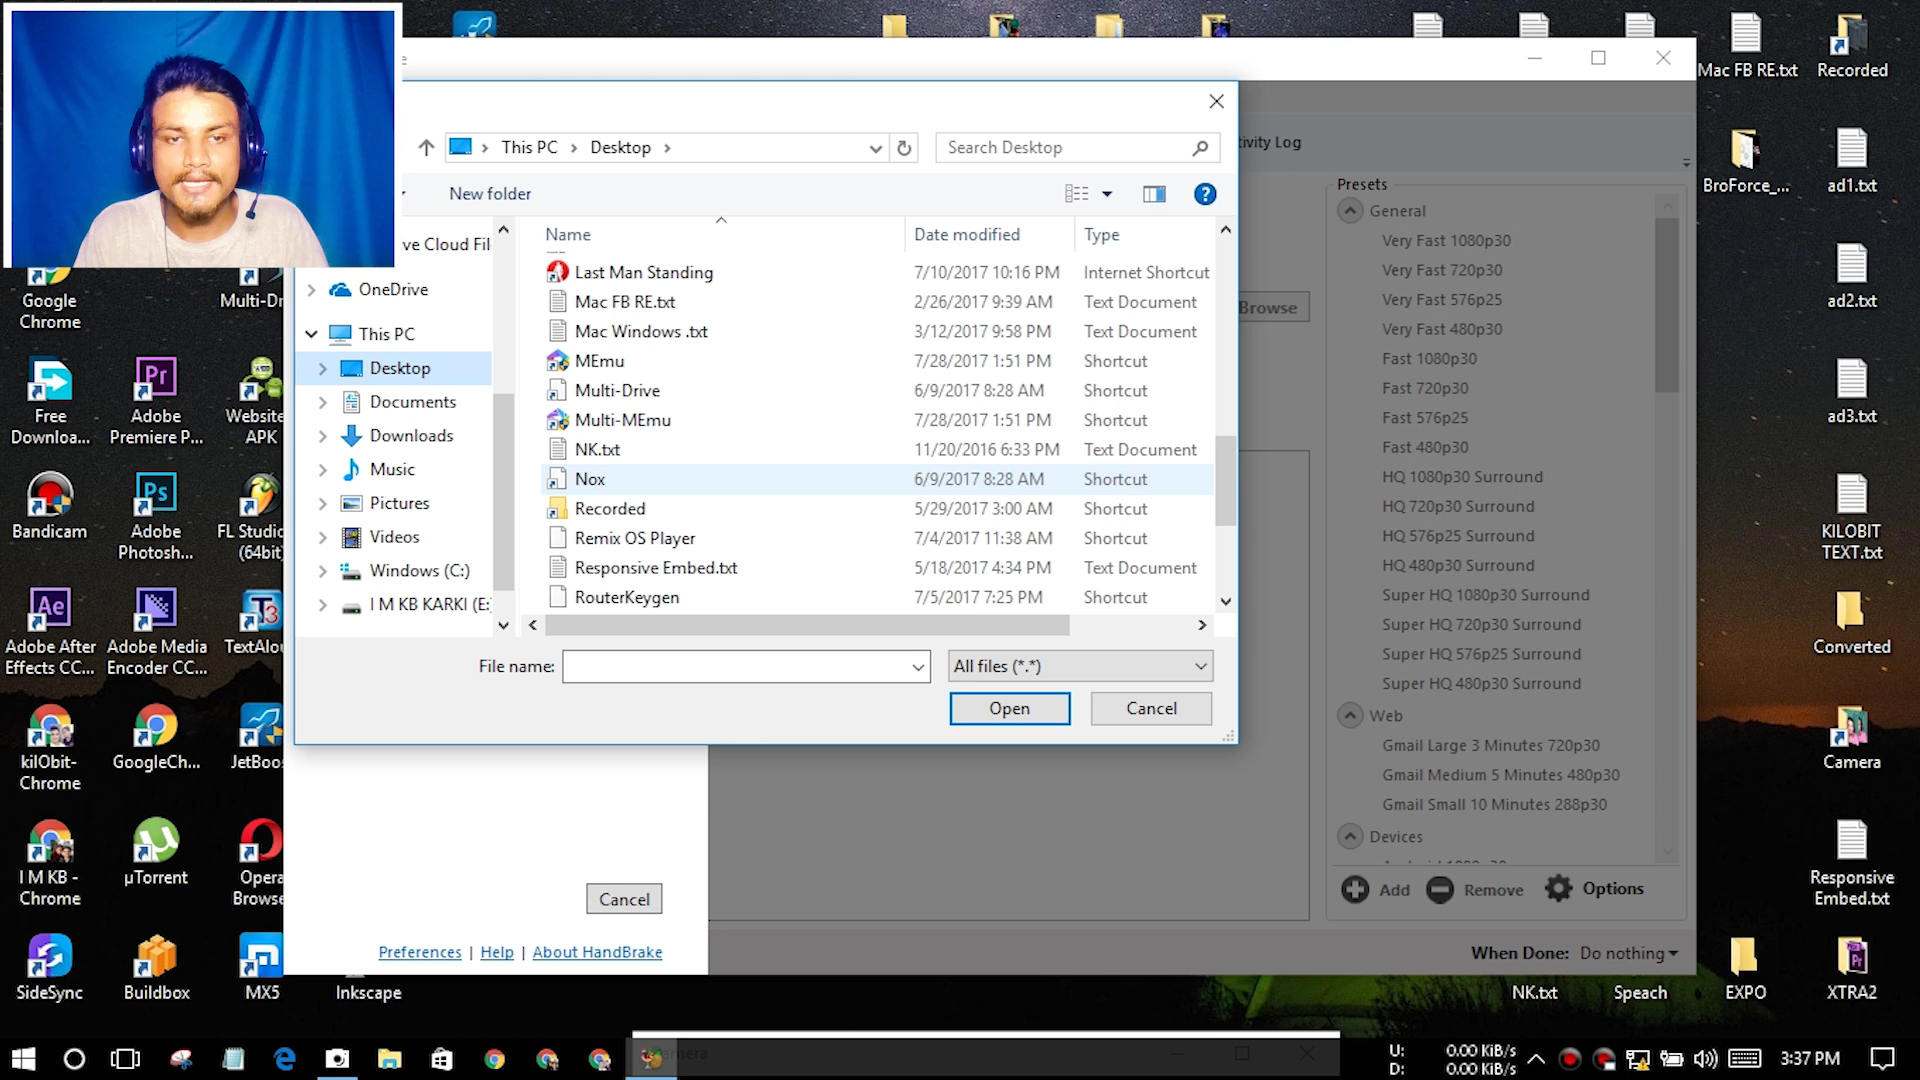 This PC
Desktop
Search Desktop
New folder
Name
Date modified
Type
Last Man Standing 7/10/2017 10:16 PM Internet Shortcut
Mac FB RE.txt 2/26/2017 9:39 AM Text Document
Mac Windows .txt 3/12/2017 9:58 PM Text Document
MEmu 7/28/2017 1:51 PM Shortcut
Multi-Drive 6/9/2017 8:28 AM Shortcut
Multi-MEmu 7/28/2017 1:51 PM Shortcut
NK.txt 11/20/2016 6:33 PM Text Document
Nox 6/9/2017 8:28 AM Shortcut
Recorded 5/29/2017 3:00 AM Shortcut
Remix OS Player 7/4/2017 11:38 AM Shortcut
Responsive Embed.txt 5/18/2017 4:34 PM Text Document
RouterKeygen 7/5/2017 7:25 PM Shortcut
ve Cloud Fil
OneDrive
This PC
Desktop
Documents
Downloads
Music
Pictures
Videos
Windows (C:)
I M KB KARKI (E:
File name:
All files (*.*)
Open
Cancel
tivity Log
Browse
Presets
General
Very Fast 1080p30
Very Fast 720p30
Very Fast 576p25
Very Fast 480p30
Fast 1080p30
Fast 720p30
Fast 576p25
Fast 480p30
HQ 1080p30 Surround
HQ 720p30 Surround
HQ 576p25 Surround
HQ 480p30 Surround
Super HQ 1080p30 Surround
Super HQ 720p30 Surround
Super HQ 576p25 Surround
Super HQ 480p30 Surround
Web
Gmail Large 3 Minutes 720p30
Gmail Medium 5 Minutes 480p30
Gmail Small 10 Minutes 288p30
Devices
Add
Remove
Options
When Done: Do nothing
Cancel
Preferences | Help | About HandBrake
Google
Chrome
Multi-Dr
Free
Downloa...
Pr
Adobe
Premiere P...
Website
APK
Bandicam
Ps
Adobe
Photosh...
FL Studio
(64bit)
Ae
Adobe After
Effects CC...
Adobe Media
Encoder CC...
T3
TextAlou
kilObit-
Chrome
GoogleCh...
JetBoos
I M KB -
Chrome
µTorrent
Opera
Browse
SideSync
Buildbox
MX5
Inkscape
Mac FB RE.txt
Recorded
BroForce_...
ad1.txt
ad2.txt
ad3.txt
KILOBIT
TEXT.txt
Converted
Camera
Responsive
Embed.txt
NK.txt
Speach
EXPO
Pr
XTRA2
U: 0.00 KiB/s
D: 0.00 KiB/s
3:37 PM